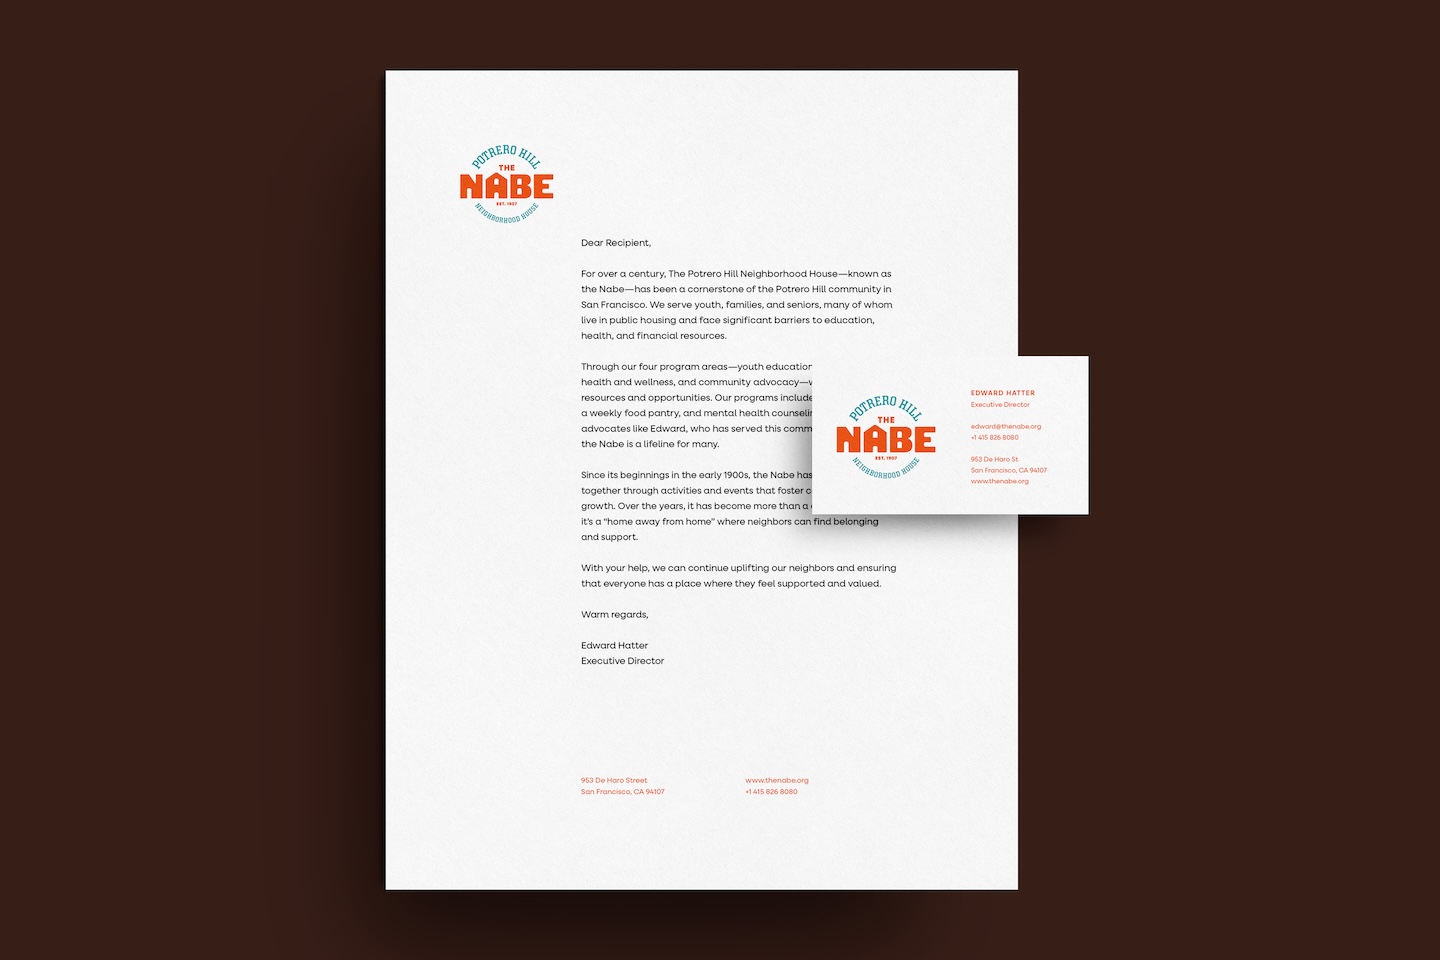 POTRERO HILL
THE
NABE
EST. 1907
NEIGHBORHOOD HOUSE
Dear Recipient,
For over a century, The Potrero Hill Neighborhood House—known as
the Nabe—has been a cornerstone of the Potrero Hill community in
San Francisco. We serve youth, families, and seniors, many of whom
live in public housing and face significant barriers to education,
health, and financial resources.
Through our four program areas—youth education
health and wellness, and community advocacy—
resources and opportunities. Our programs include
a weekly food pantry, and mental health
advocates like Edward, who has served this
the Nabe is a lifeline for many.
Since its beginnings in the early 1900s, the Nabe has
together through activities and events that foster
growth. Over the years, it has become more than a
it's a “home away from home” where neighbors can find belonging
and support.
With your help, we can continue uplifting our neighbors and ensuring
that everyone has a place where they feel supported and valued.
Warm regards,
Edward Hatter
Executive Director
953 De Haro Street
San Francisco, CA 94107
www.thenabe.org
+1 415 826 8080
POTRERO HILL
THE
NABE
EST. 1907
NEIGHBORHOOD HOUSE
EDWARD HATTER
Executive Director
edward@thenabe.org
+1 415 826 8080
953 De Haro St
San Francisco, CA 94107
www.thenabe.org